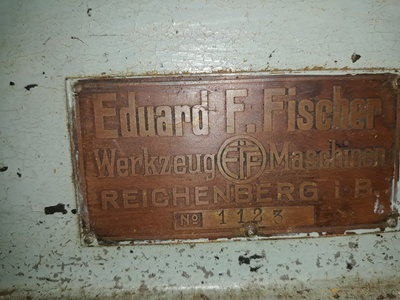 Eduard F. Fischer
Werkzeug EFF Maschinen
REICHENBERG i.B.
No 1123